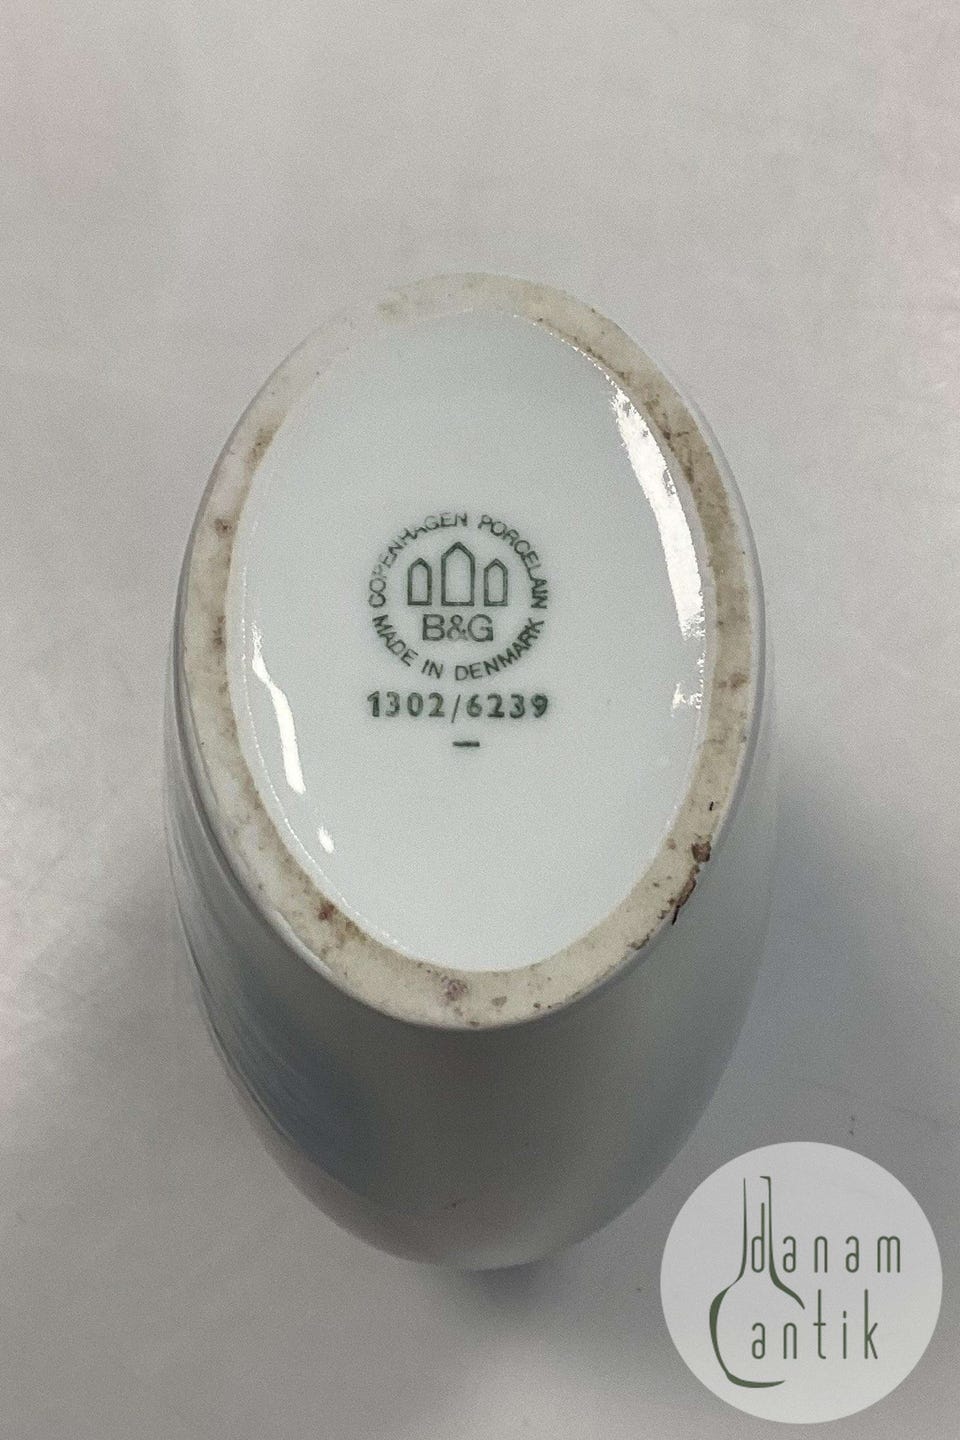 COPENHAGEN PORCELAIN
B&G
MADE IN DENMARK
1302/6239
danam
antik